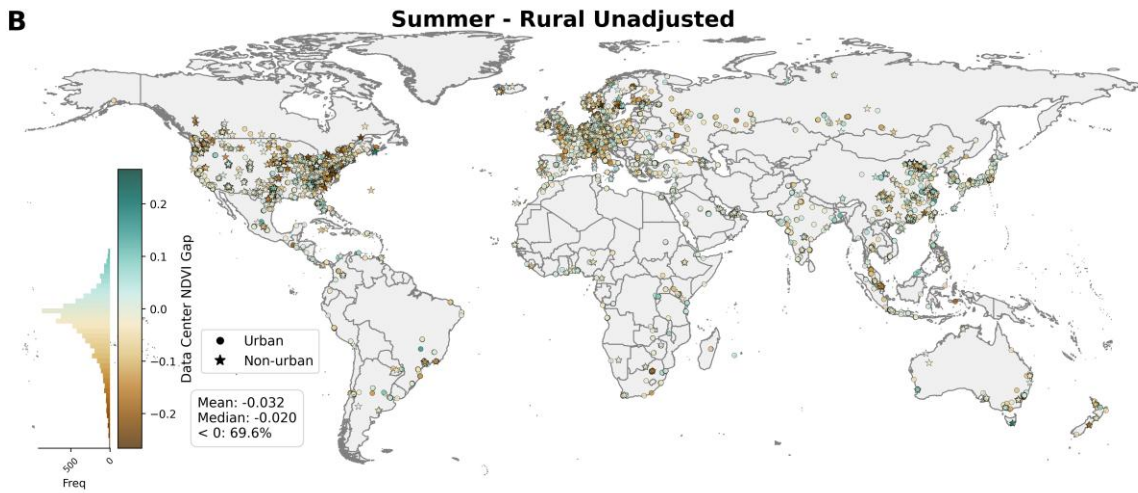 B
Summer - Rural Unadjusted
0.2
0.1
0.0
−0.1
−0.2
Data Center NDVI Gap
500
0
Freq
Urban
Non-urban
Mean: -0.032
Median: -0.020
< 0: 69.6%